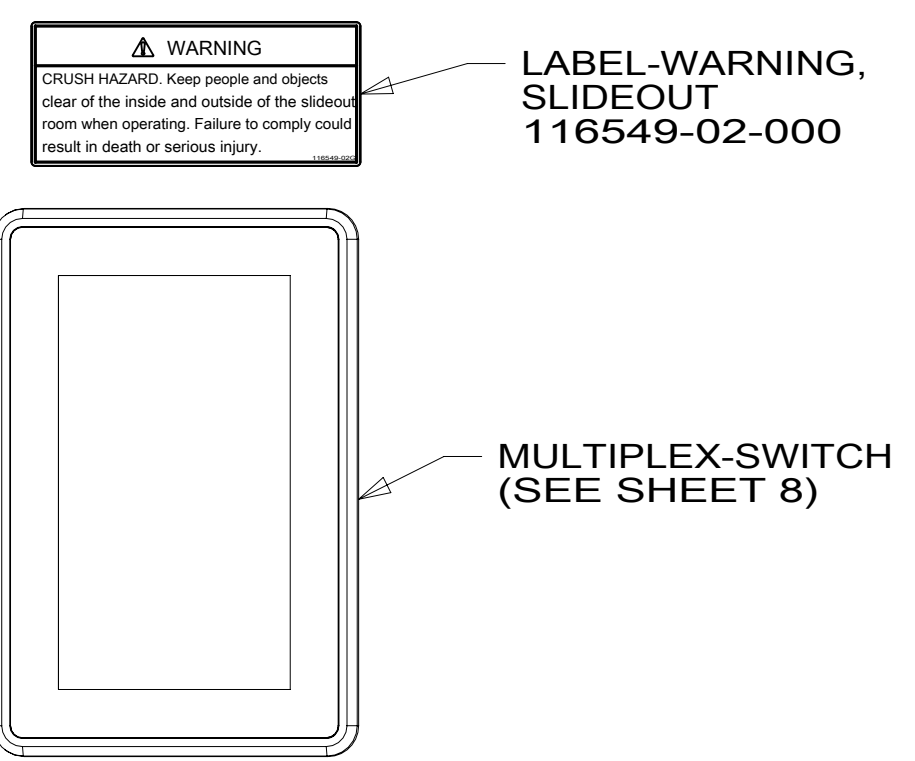 WARNING
CRUSH HAZARD. Keep people and objects
clear of the inside and outside of the slideout
room when operating. Failure to comply could
result in death or serious injury.
LABEL-WARNING,
SLIDEOUT
116549-02-000
MULTIPLEX-SWITCH
(SEE SHEET 8)